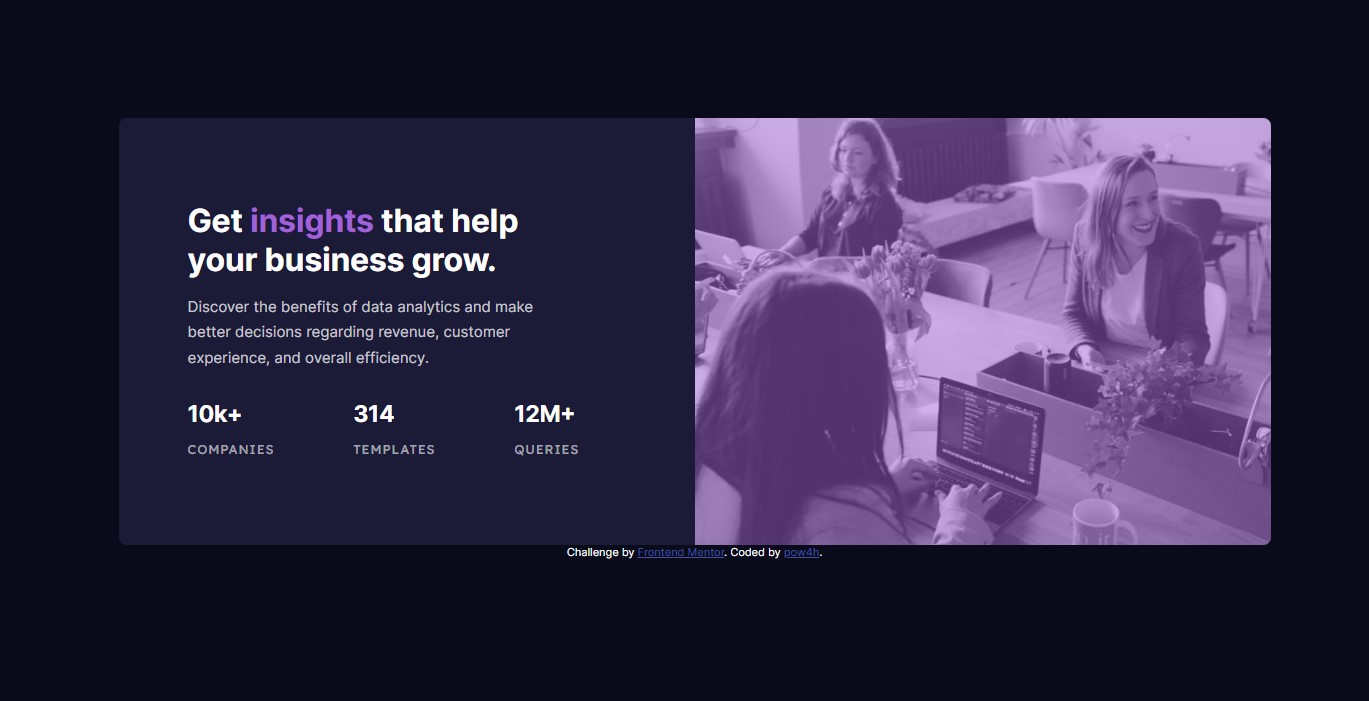 Get insights that help
your business grow.
Discover the benefits of data analytics and make
better decisions regarding revenue, customer
experience, and overall efficiency.
10k+ 314 12M+
COMPANIES TEMPLATES QUERIES
Challenge by Frontend Mentor. Coded by pow4h.